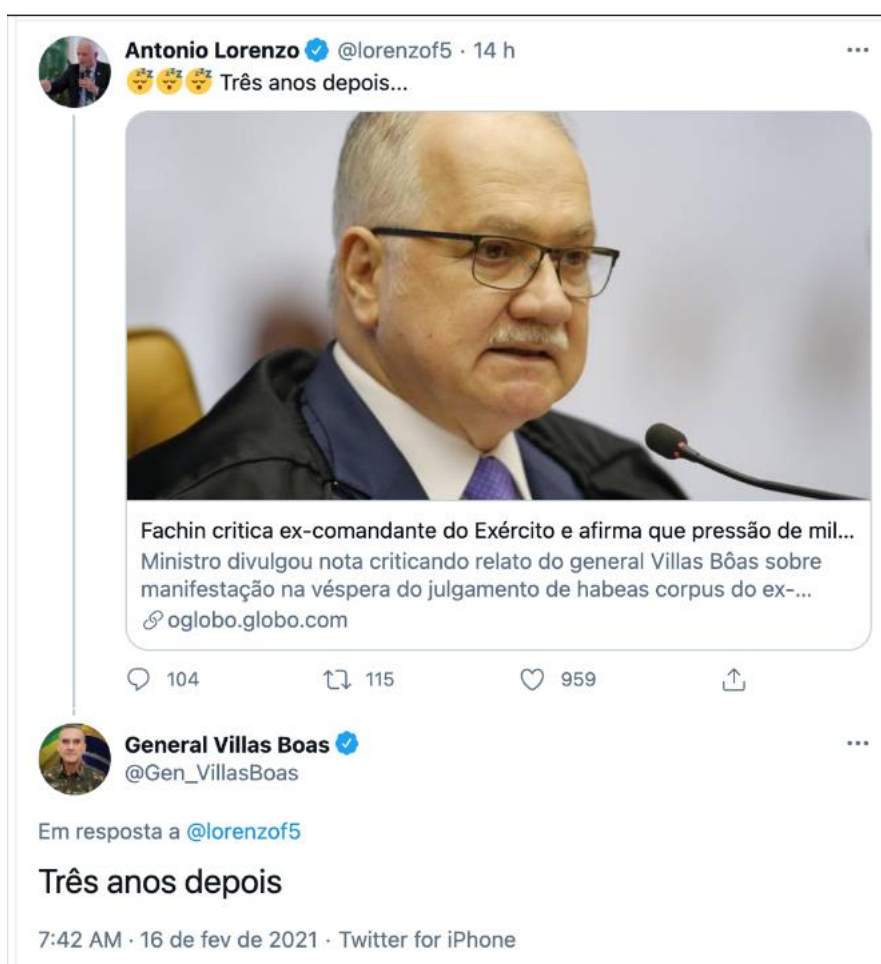 Antonio Lorenzo @lorenzof5 · 14 h
Três anos depois...
Fachin critica ex-comandante do Exército e afirma que pressão de mil...
Ministro divulgou nota criticando relato do general Villas Bôas sobre
manifestação na véspera do julgamento de habeas corpus do ex-...
oglobo.globo.com
104 115 959
General Villas Boas
@Gen_VillasBoas
Em resposta a @lorenzof5
Três anos depois
7:42 AM · 16 de fev de 2021 · Twitter for iPhone